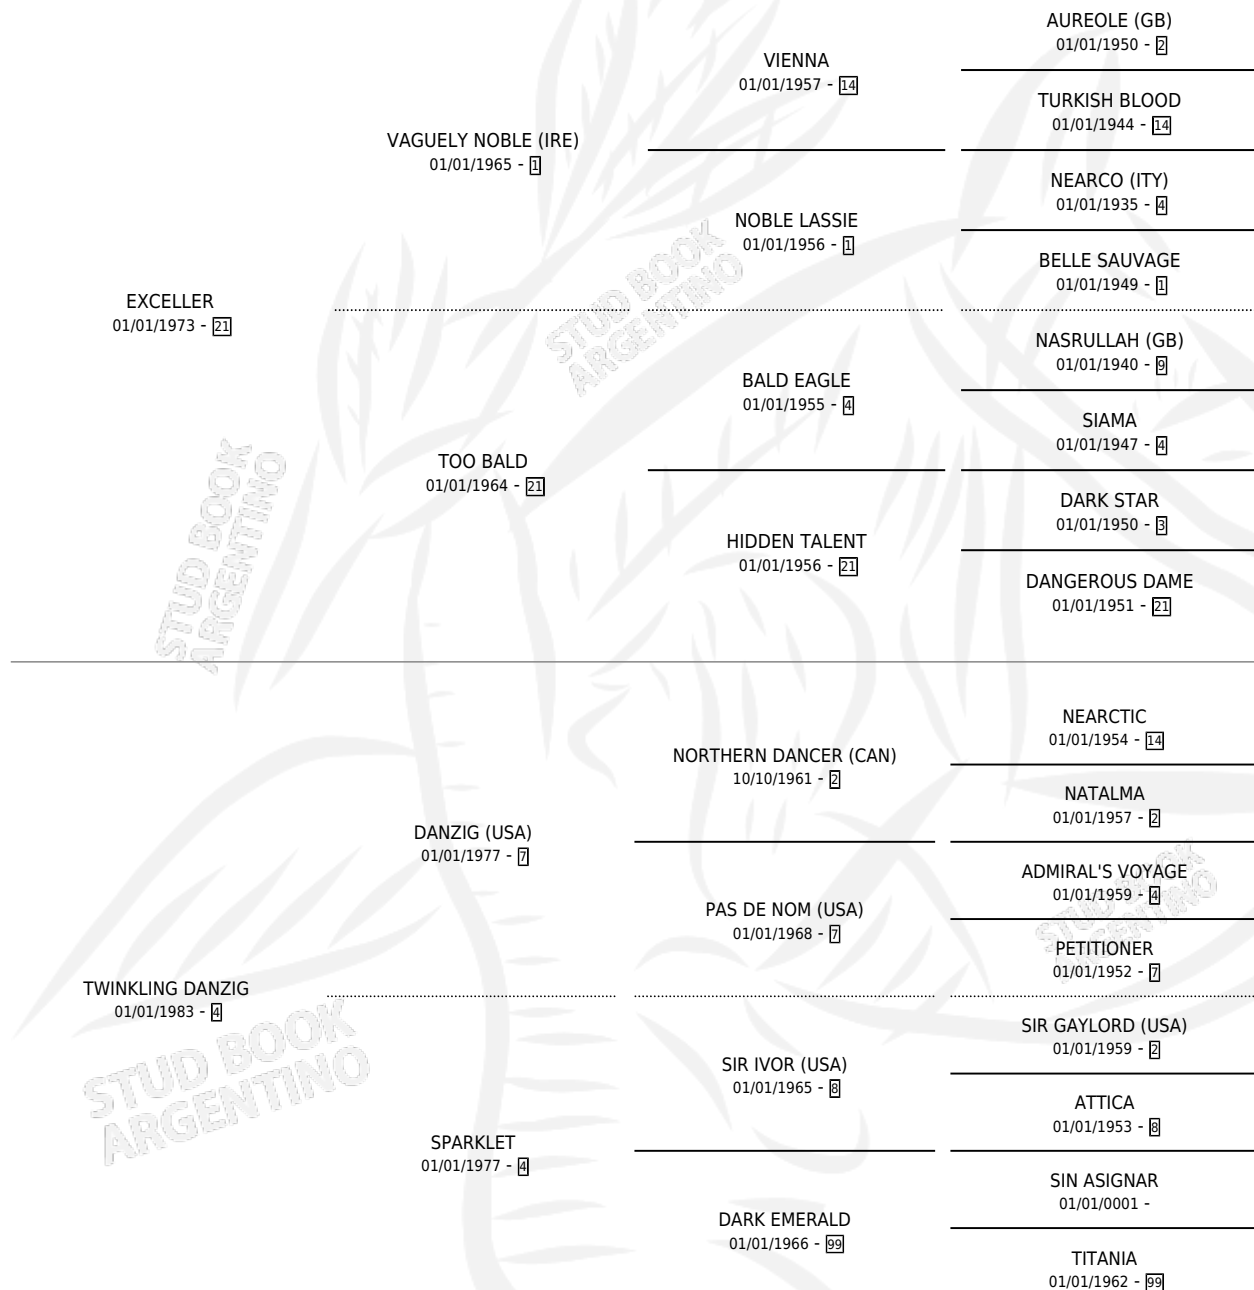 AUREOLE (GB)
01/01/1950 - 2
VIENNA
01/01/1957 - 14
TURKISH BLOOD
01/01/1944 - 14
VAGUELY NOBLE (IRE)
01/01/1965 - 1
NEARCO (ITY)
01/01/1935 - 4
NOBLE LASSIE
01/01/1956 - 1
BELLE SAUVAGE
01/01/1949 - 1
EXCELLER
01/01/1973 - 21
NASRULLAH (GB)
01/01/1940 - 9
BALD EAGLE
01/01/1955 - 4
SIAMA
01/01/1947 - 4
TOO BALD
01/01/1964 - 21
DARK STAR
01/01/1950 - 3
HIDDEN TALENT
01/01/1956 - 21
DANGEROUS DAME
01/01/1951 - 21
STUD BOOK
ARGENTINO
STUD BOOK
ARGENTINO
NEARCTIC
01/01/1954 - 14
NORTHERN DANCER (CAN)
10/10/1961 - 2
NATALMA
01/01/1957 - 2
DANZIG (USA)
01/01/1977 - 7
ADMIRAL'S VOYAGE
01/01/1959 - 4
PAS DE NOM (USA)
01/01/1968 - 7
PETITIONER
01/01/1952 - 7
TWINKLING DANZIG
01/01/1983 - 4
SIR GAYLORD (USA)
01/01/1959 - 2
SIR IVOR (USA)
01/01/1965 - 8
ATTICA
01/01/1953 - 8
SPARKLET
01/01/1977 - 4
SIN ASIGNAR
01/01/0001 -
DARK EMERALD
01/01/1966 - 99
TITANIA
01/01/1962 - 99
STUD BOOK
ARGENTINO
STUD BOOK
ARGENTINO